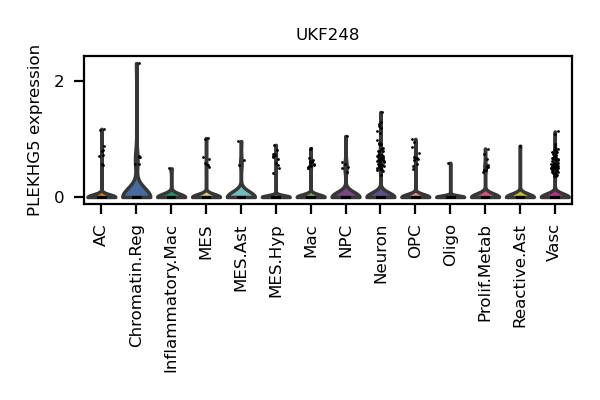 UKF248
PLEKHG5 expression
2
0
AC
Chromatin.Reg
Inflammatory.Mac
MES
MES.Ast
MES.Hyp
Mac
NPC
Neuron
OPC
Oligo
Prolif.Metab
Reactive.Ast
Vasc